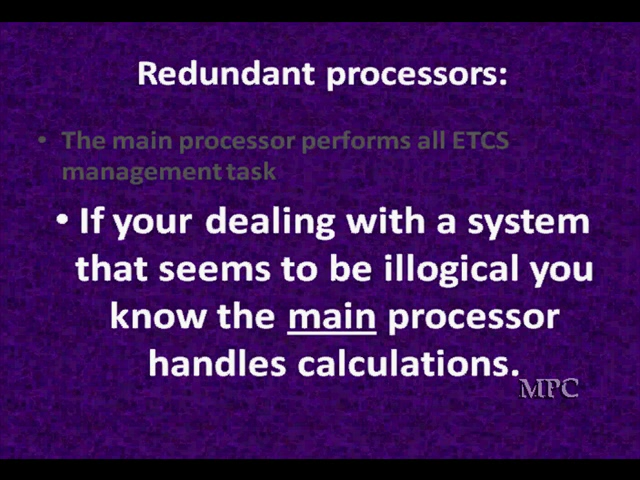 Redundant processors:
• The main processor performs all ETCS
management task
• If your dealing with a system
that seems to be illogical you
know the main processor
handles calculations.
MPC